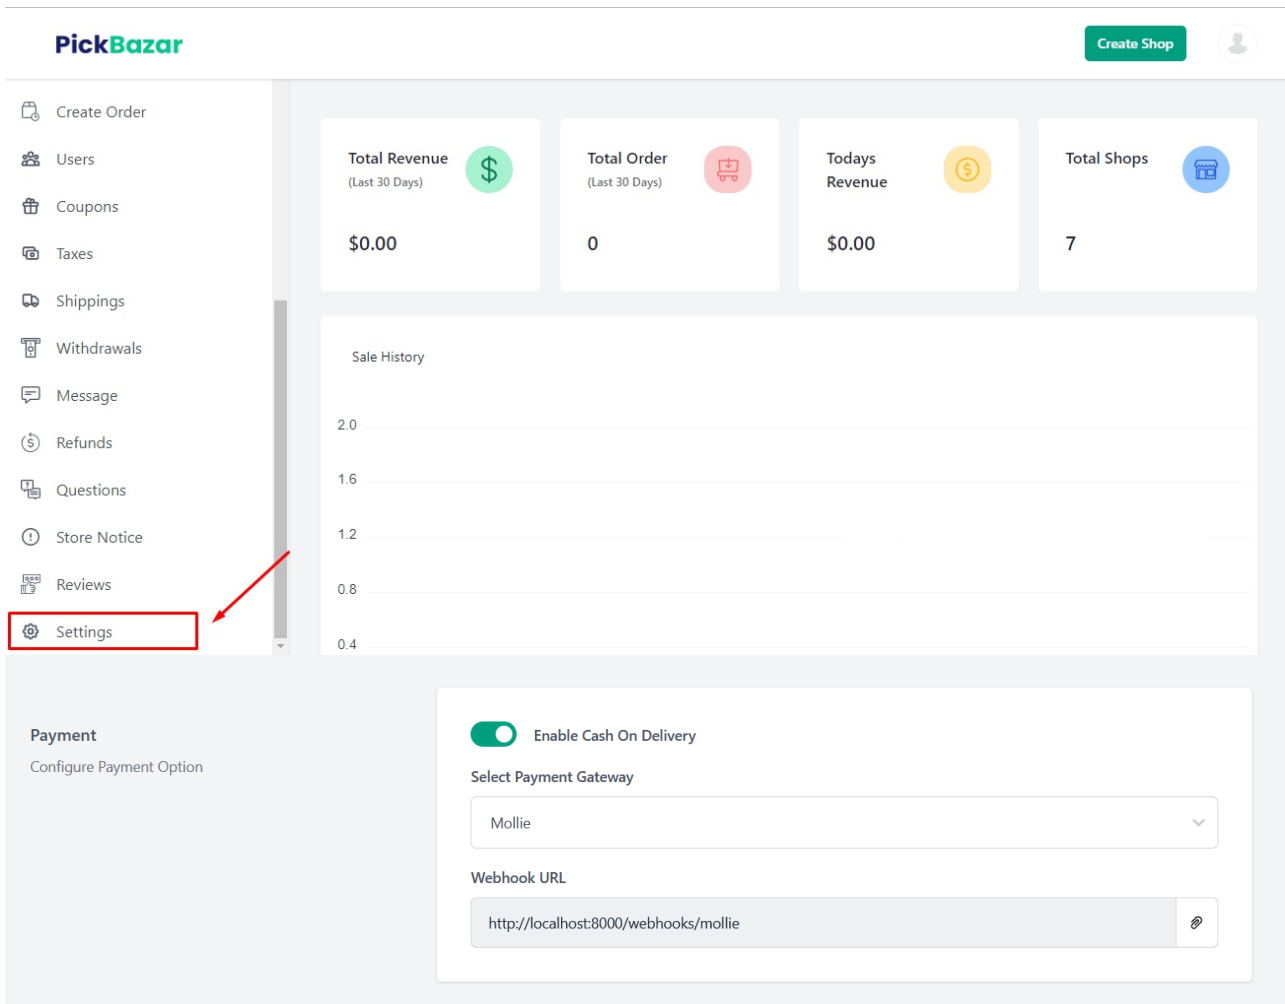 PickBazar
Create Shop
Create Order
Users
Coupons
Taxes
Shippings
Withdrawals
Message
Refunds
Questions
Store Notice
Reviews
Settings
Total Revenue
(Last 30 Days)
$0.00
Total Order
(Last 30 Days)
0
Todays
Revenue
$0.00
Total Shops
7
Sale History
2.0
1.6
1.2
0.8
0.4
Payment
Configure Payment Option
Enable Cash On Delivery
Select Payment Gateway
Mollie
Webhook URL
http://localhost:8000/webhooks/mollie